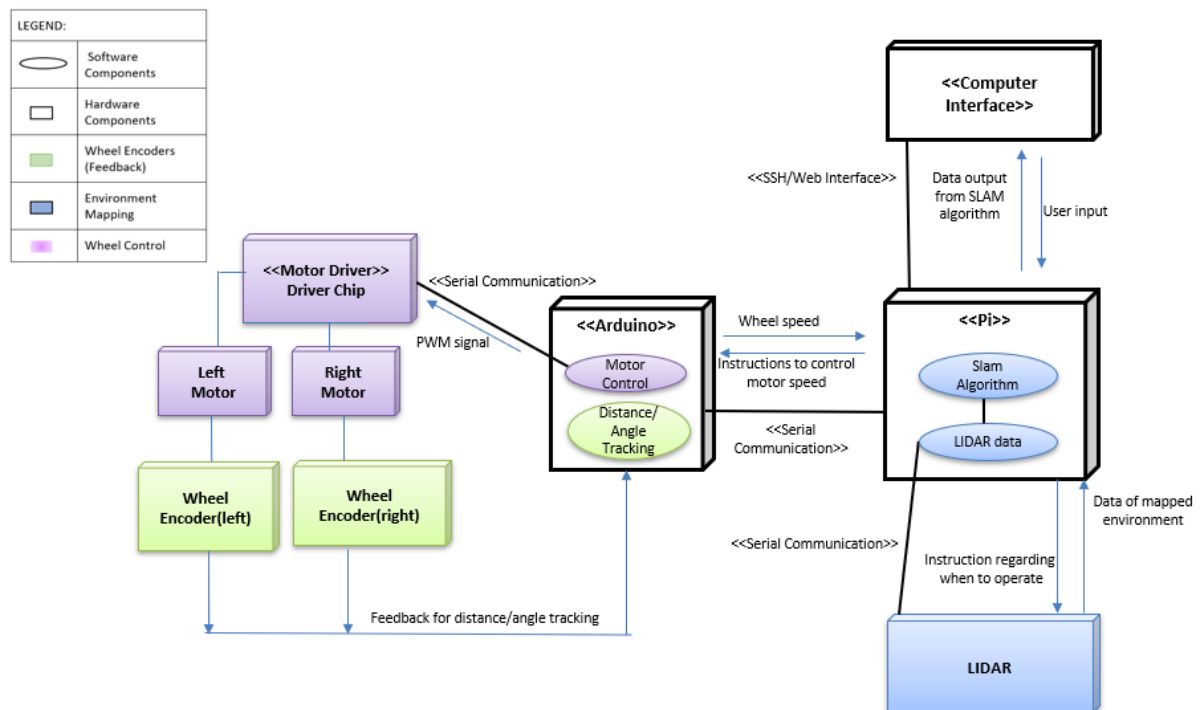 LEGEND:
Software
Components
Hardware
Components
Wheel Encoders
(Feedback)
Environment
Mapping
Wheel Control
<<Computer
Interface>>
<<SSH/Web Interface>>
Data output
from SLAM
algorithm
User input
<<Motor Driver>>
Driver Chip
<<Serial Communication>>
PWM signal
Left
Motor
Right
Motor
Wheel
Encoder(left)
Wheel
Encoder(right)
Feedback for distance/angle tracking
<<Arduino>>
Motor
Control
Distance/
Angle
Tracking
Wheel speed
Instructions to control
motor speed
<<Serial
Communication>>
<<Pi>>
Slam
Algorithm
LIDAR data
<<Serial Communication>>
Instruction regarding
when to operate
Data of mapped
environment
LIDAR